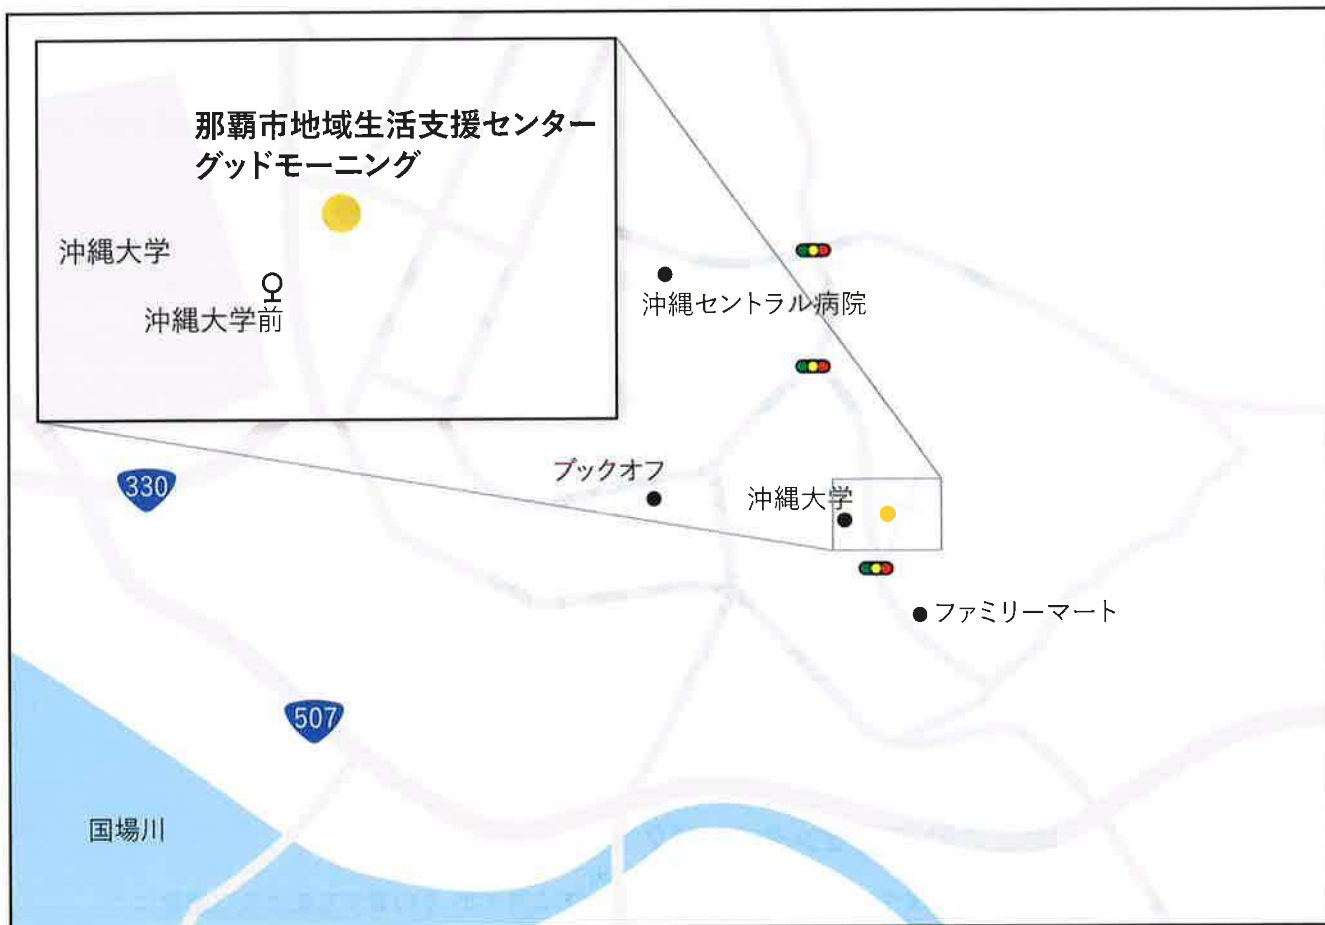 那覇市地域生活支援センター
グッドモーニング
沖縄大学
沖縄大学前
沖縄セントラル病院
330
ブックオフ
沖縄大学
ファミリーマート
507
国場川